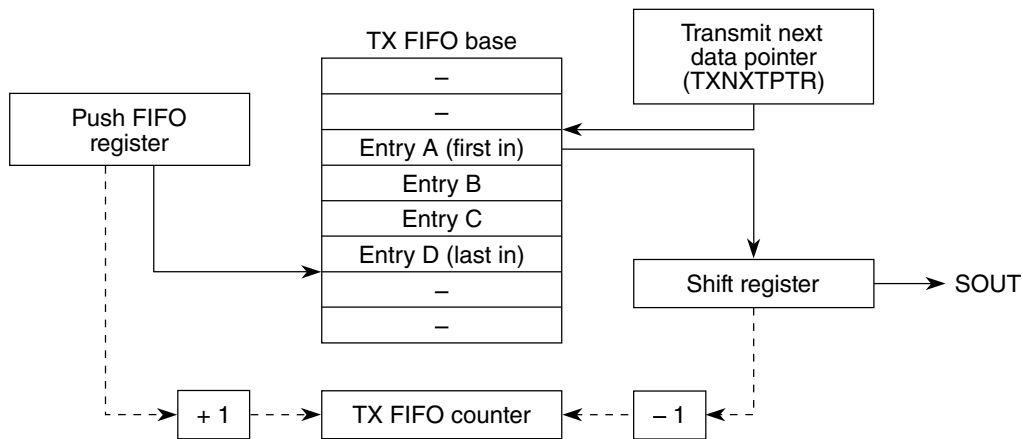 TX FIFO base
Transmit next
data pointer
(TXNXTPTR)
Push FIFO
register
–
–
Entry A (first in)
Entry B
Entry C
Entry D (last in)
–
–
Shift register
SOUT
+ 1
TX FIFO counter
– 1